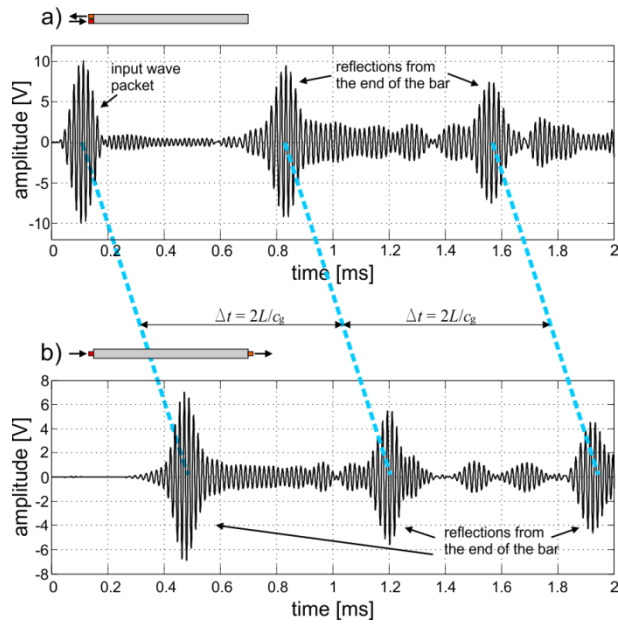 a)
input wave
packet
reflections from
the end of the bar
amplitude [V]
10
5
0
-5
-10
0 0.2 0.4 0.6 0.8 1 1.2 1.4 1.6 1.8 2
time [ms]
Δt = 2L/cg Δt = 2L/cg
b)
amplitude [V]
8
6
4
2
0
-2
-4
-6
-8
reflections from
the end of the bar
0 0.2 0.4 0.6 0.8 1 1.2 1.4 1.6 1.8 2
time [ms]